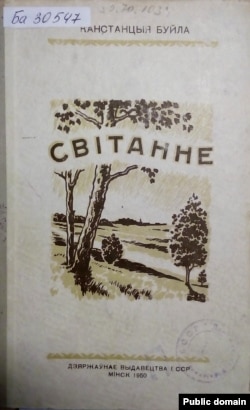 Ба 30547
КАНСТАНЦЫЯ БУЙЛА
СВІТАННЕ
ДЗЯРЖАЎНАЕ ВЫДАВЕЦТВА БССР
МІНСК 1950
Public domain